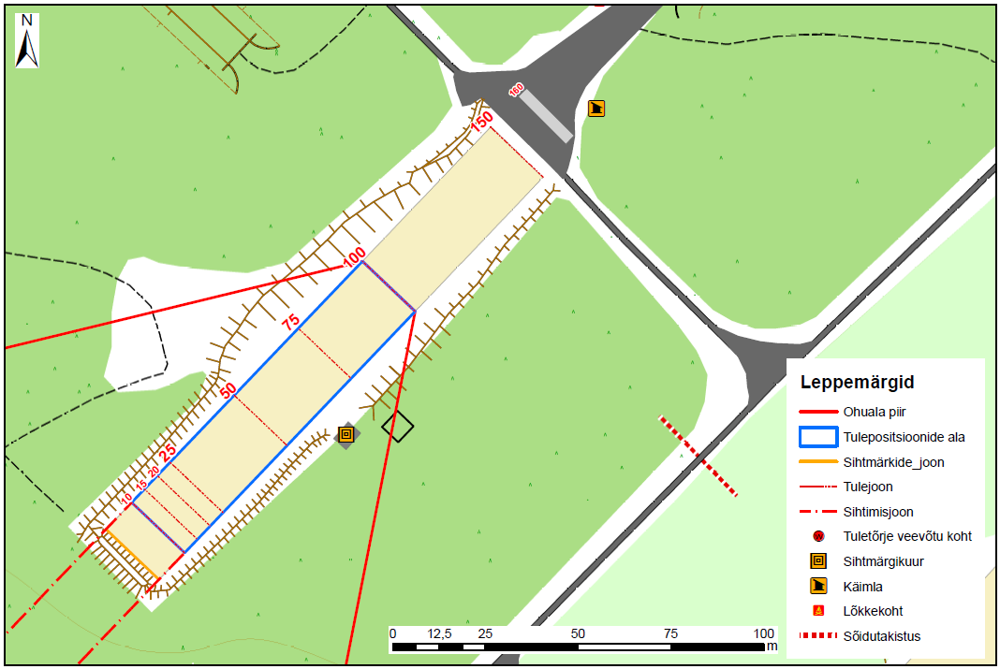 N
160
150
100
75
50
25
20
15
10
Leppemärgid
Ohuala piir
Tulepositsioonide ala
Sihtmärkide_joon
Tulejoon
Sihtimisjoon
Tuletõrje veevõtu koht
Sihtmärgikuur
Käimla
Lõkkekoht
Sõidutakistus
0 12,5 25 50 75 100
m